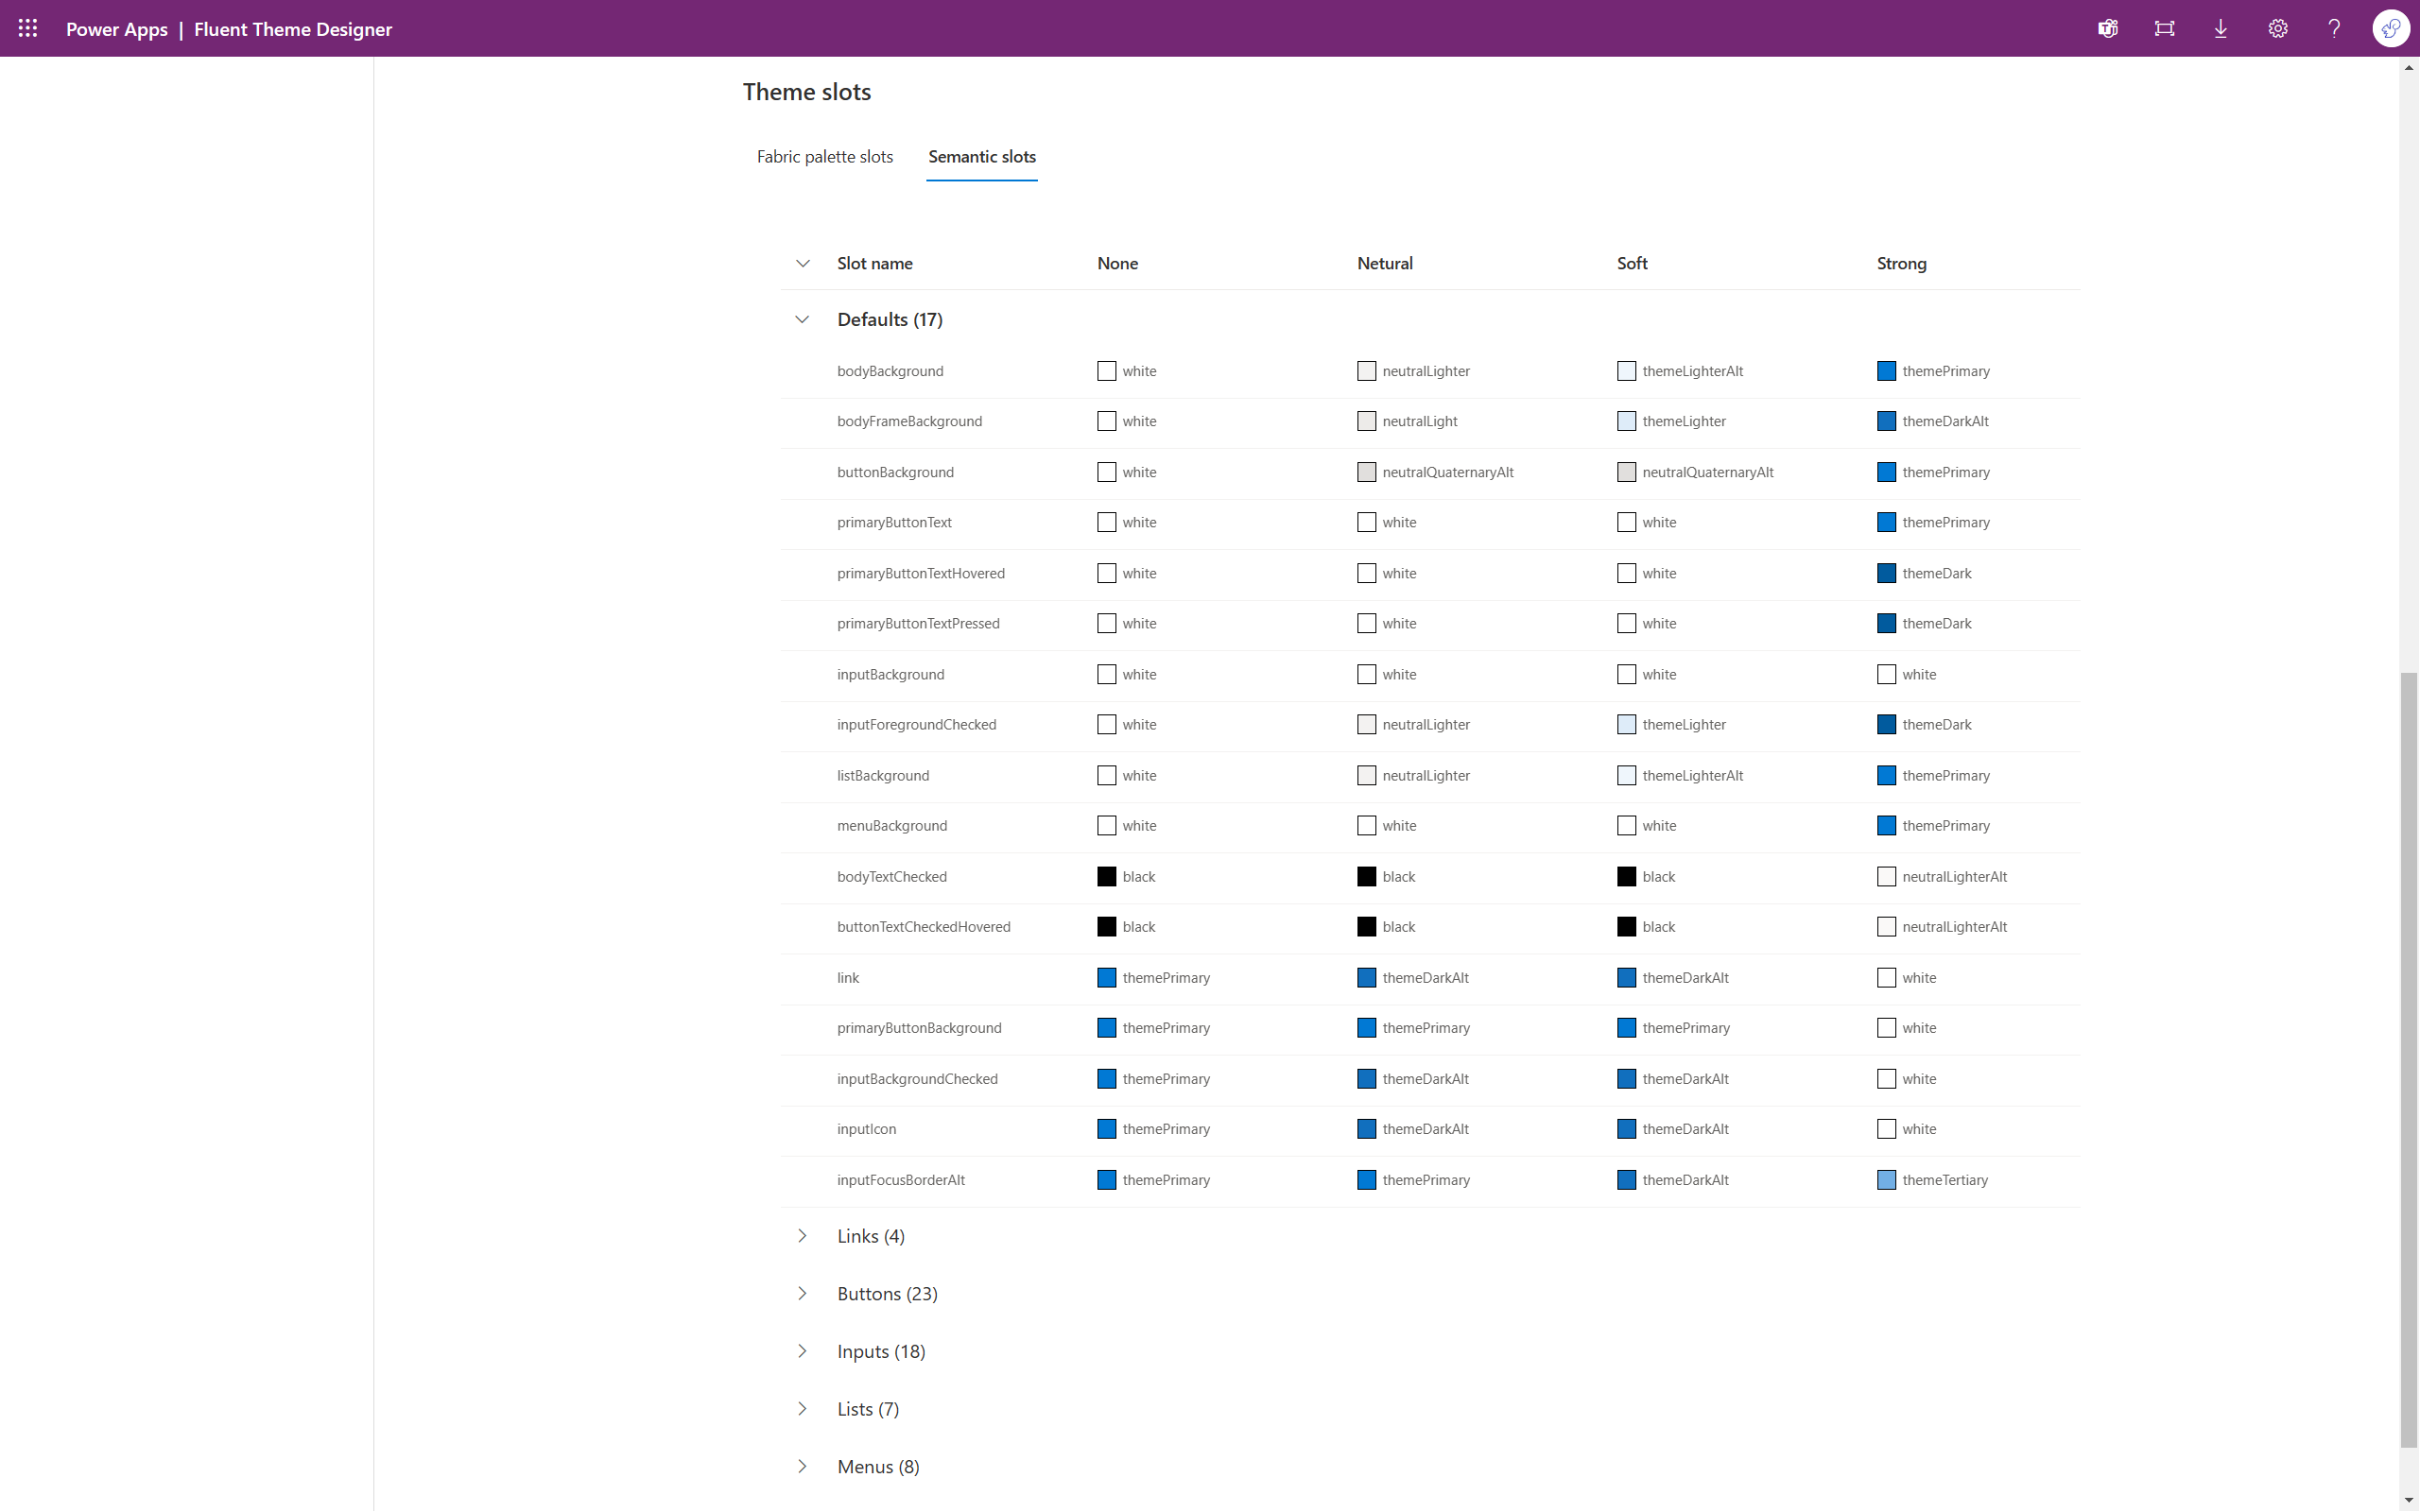 Power Apps | Fluent Theme Designer
Theme slots
Fabric palette slots Semantic slots
Slot name None Netural Soft Strong
Defaults (17)
bodyBackground white neutralLighter themeLighterAlt themePrimary
bodyFrameBackground white neutralLight themeLighter themeDarkAlt
buttonBackground white neutralQuaternaryAlt neutralQuaternaryAlt themePrimary
primaryButtonText white white white themePrimary
primaryButtonTextHovered white white white themeDark
primaryButtonTextPressed white white white themeDark
inputBackground white white white white
inputForegroundChecked white neutralLighter themeLighter themeDark
listBackground white neutralLighter themeLighterAlt themePrimary
menuBackground white white white themePrimary
bodyTextChecked black black black neutralLighterAlt
buttonTextCheckedHovered black black black neutralLighterAlt
link themePrimary themeDarkAlt themeDarkAlt white
primaryButtonBackground themePrimary themePrimary themePrimary white
inputBackgroundChecked themePrimary themeDarkAlt themeDarkAlt white
inputIcon themePrimary themeDarkAlt themeDarkAlt white
inputFocusBorderAlt themePrimary themePrimary themeDarkAlt themeTertiary
Links (4)
Buttons (23)
Inputs (18)
Lists (7)
Menus (8)